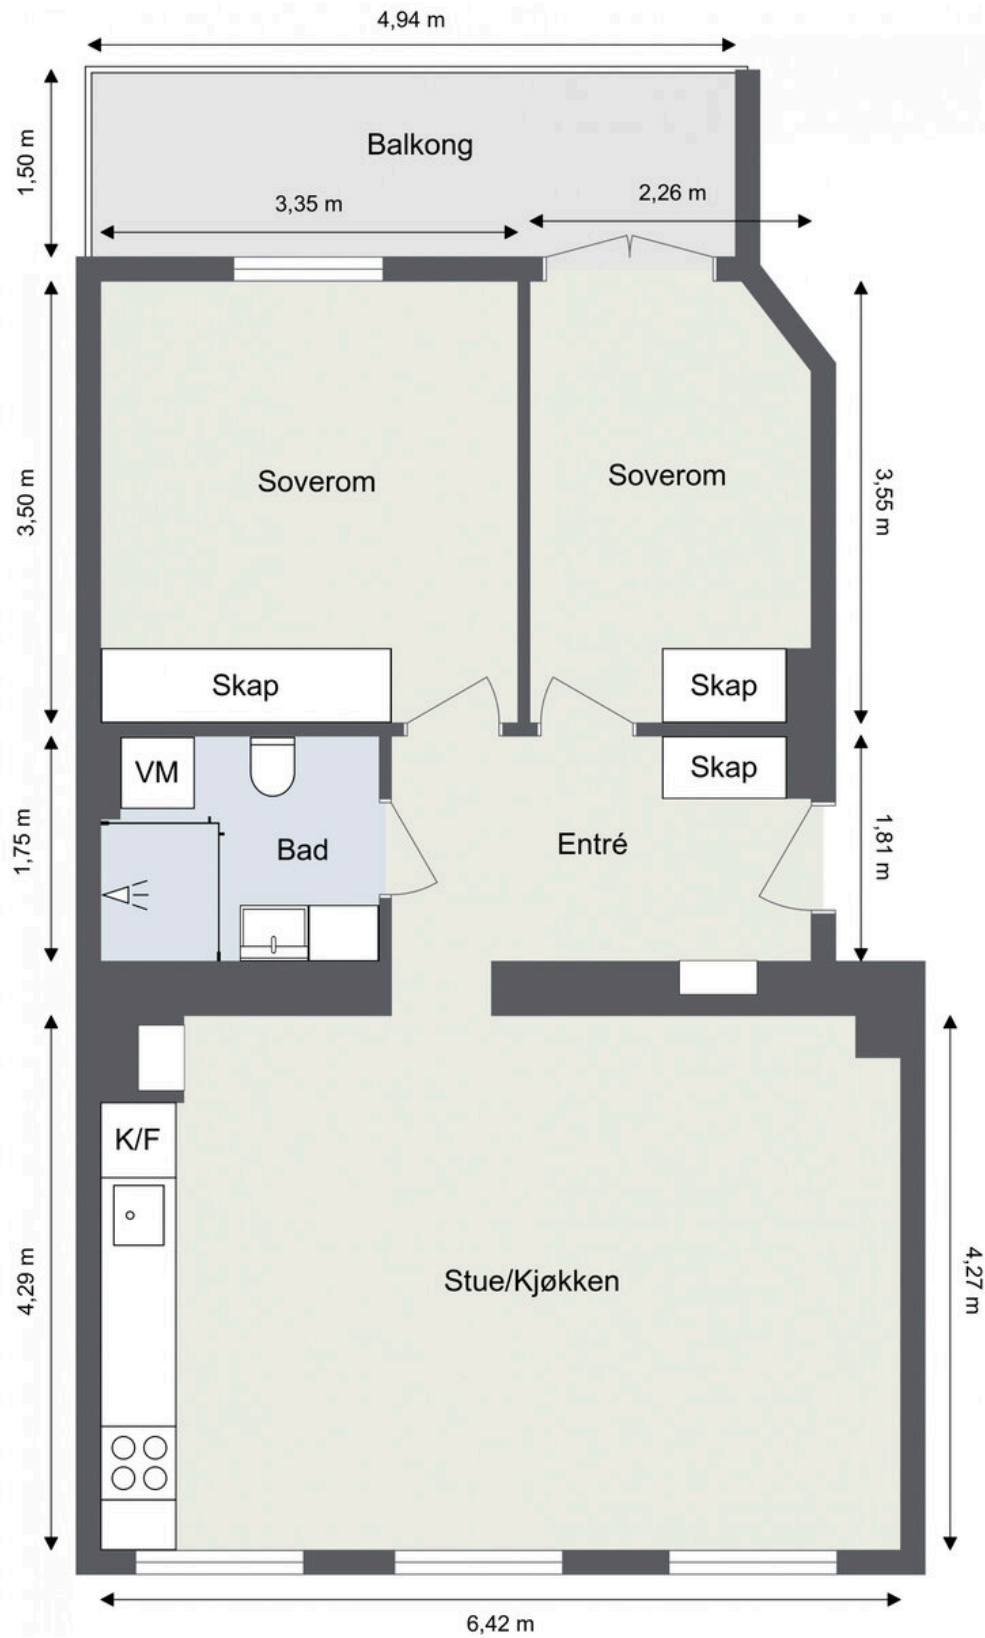 4,94 m
1,50 m
Balkong
3,35 m
2,26 m
3,50 m
Soverom
Soverom
3,55 m
Skap
Skap
VM
Skap
1,75 m
Bad
Entré
1,81 m
K/F
4,29 m
Stue/Kjøkken
4,27 m
6,42 m